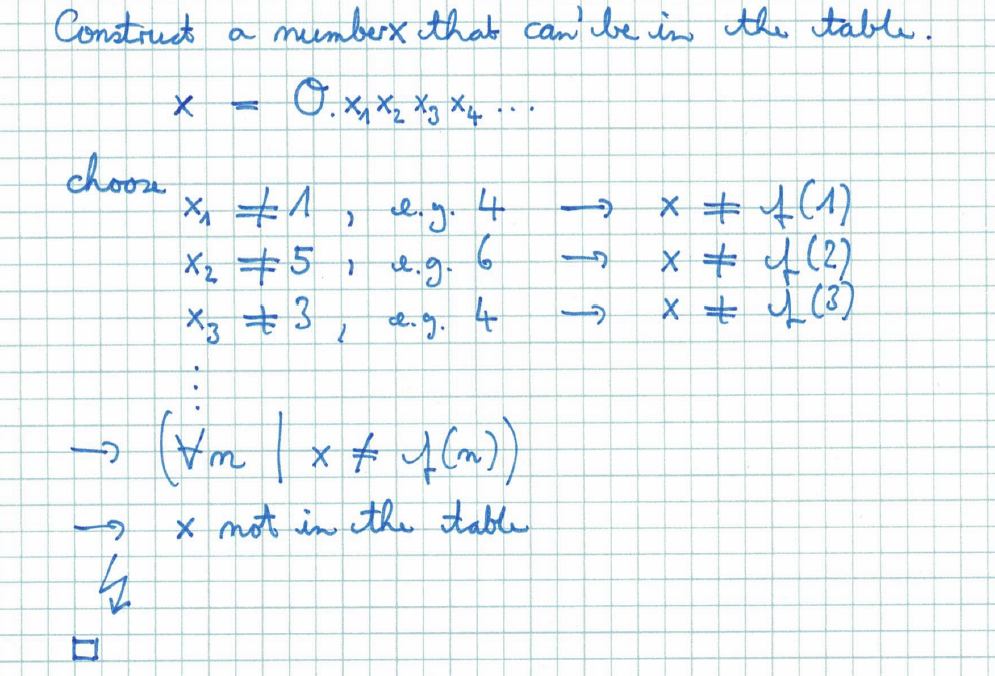 Construct a number x that can' be in the table.
x = 0.x₁x₂x₃x₄...
choose
x₁ ≠ 1, e.g. 4 → x ≠ f(1)
x₂ ≠ 5, e.g. 6 → x ≠ f(2)
x₃ ≠ 3, e.g. 4 → x ≠ f(3)
⋮
→ (∀n | x ≠ f(n))
→ x not in the table
↯
□